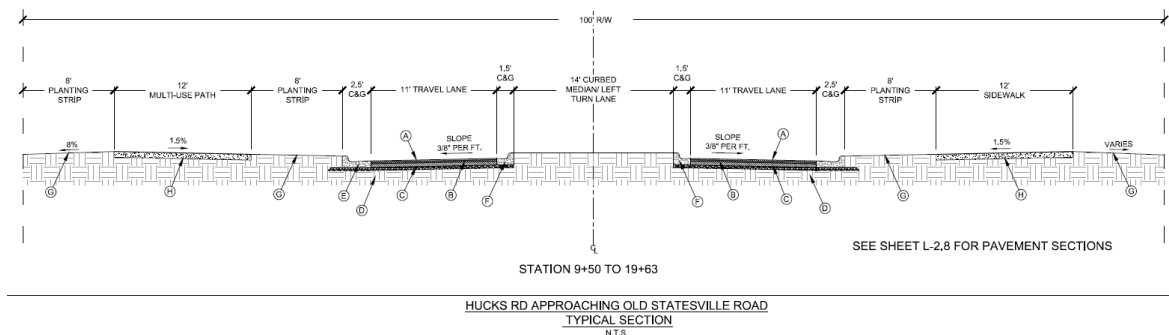 100' R/W
8'
PLANTING
STRIP
12'
MULTI-USE PATH
8'
PLANTING
STRIP
2.5'
C&G
11' TRAVEL LANE
1.5'
C&G
14' CURBED
MEDIAN/ LEFT
TURN LANE
1.5'
C&G
11' TRAVEL LANE
2.5'
C&G
8'
PLANTING
STRIP
12'
SIDEWALK
8%
1.5%
SLOPE
3/8" PER FT.
A
SLOPE
3/8" PER FT.
A
1.5%
VARIES
G
H
G
E
D
C
B
F
F
B
C
D
G
H
G
CL
STATION 9+50 TO 19+63
SEE SHEET L-2.8 FOR PAVEMENT SECTIONS
HUCKS RD APPROACHING OLD STATESVILLE ROAD
TYPICAL SECTION
N.T.S.